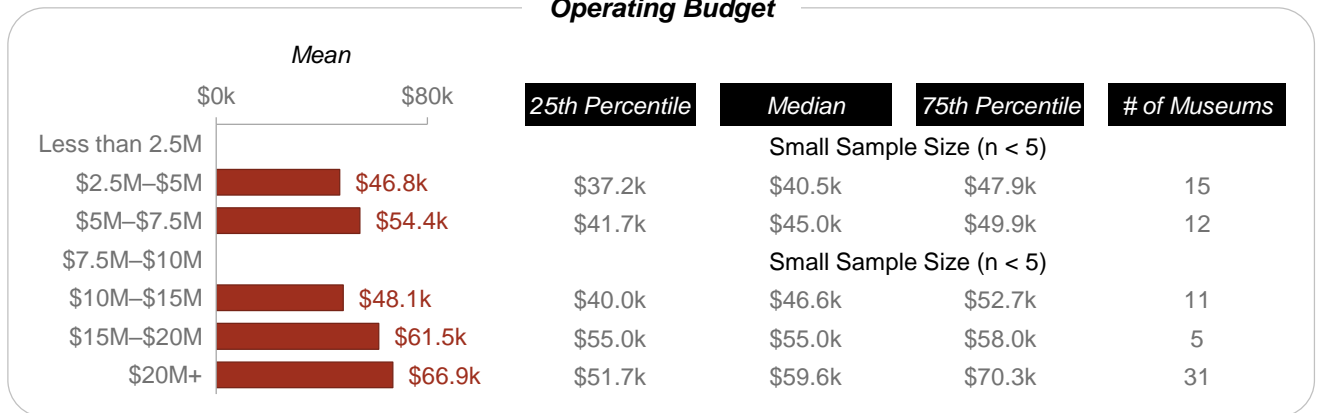 Operating Budget
Mean
$0k $80k 25th Percentile Median 75th Percentile # of Museums
Less than 2.5M Small Sample Size (n < 5)
$2.5M–$5M $46.8k $37.2k $40.5k $47.9k 15
$5M–$7.5M $54.4k $41.7k $45.0k $49.9k 12
$7.5M–$10M Small Sample Size (n < 5)
$10M–$15M $48.1k $40.0k $46.6k $52.7k 11
$15M–$20M $61.5k $55.0k $55.0k $58.0k 5
$20M+ $66.9k $51.7k $59.6k $70.3k 31